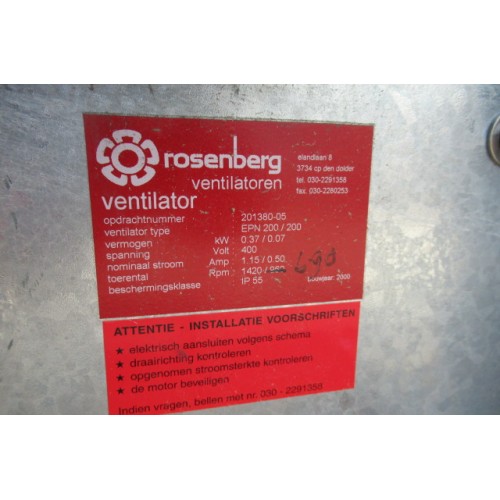 rosenberg
ventilatoren
elandlaan 8
3734 cp den dolder
tel. 030-2291358
fax. 030-2280253
ventilator
opdrachtnummer 201360-05
ventilator type EPN 200 / 200
vermogen kW : 0.37 / 0.07
spanning Volt : 400
nominaal stroom Amp : 1.15 / 0.50
toerental Rpm : 1420 / 690
beschermingsklasse IP 55 2000
ATTENTIE - INSTALLATIE VOORSCHRIFTEN
★ elektrisch aansluiten volgens schema
★ draairichting kontroleren
★ opgenomen stroomsterkte kontroleren
★ de motor beveiligen
Indien vragen, bellen met nr. 030 - 2291358